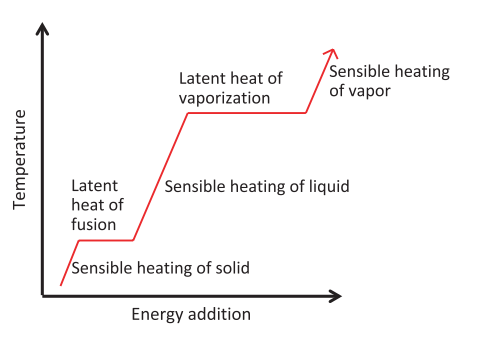 Latent heat of
vaporization
Sensible heating
of vapor
Temperature
Latent
heat of
fusion
Sensible heating of liquid
Sensible heating of solid
Energy addition